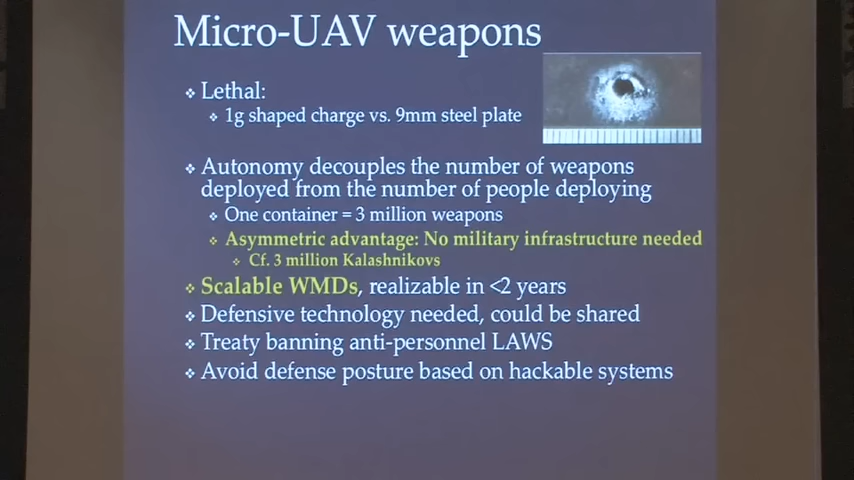 Micro-UAV weapons
Lethal:
1g shaped charge vs. 9mm steel plate
Autonomy decouples the number of weapons
deployed from the number of people deploying
One container = 3 million weapons
Asymmetric advantage: No military infrastructure needed
Cf. 3 million Kalashnikovs
Scalable WMDs, realizable in <2 years
Defensive technology needed, could be shared
Treaty banning anti-personnel LAWS
Avoid defense posture based on hackable systems